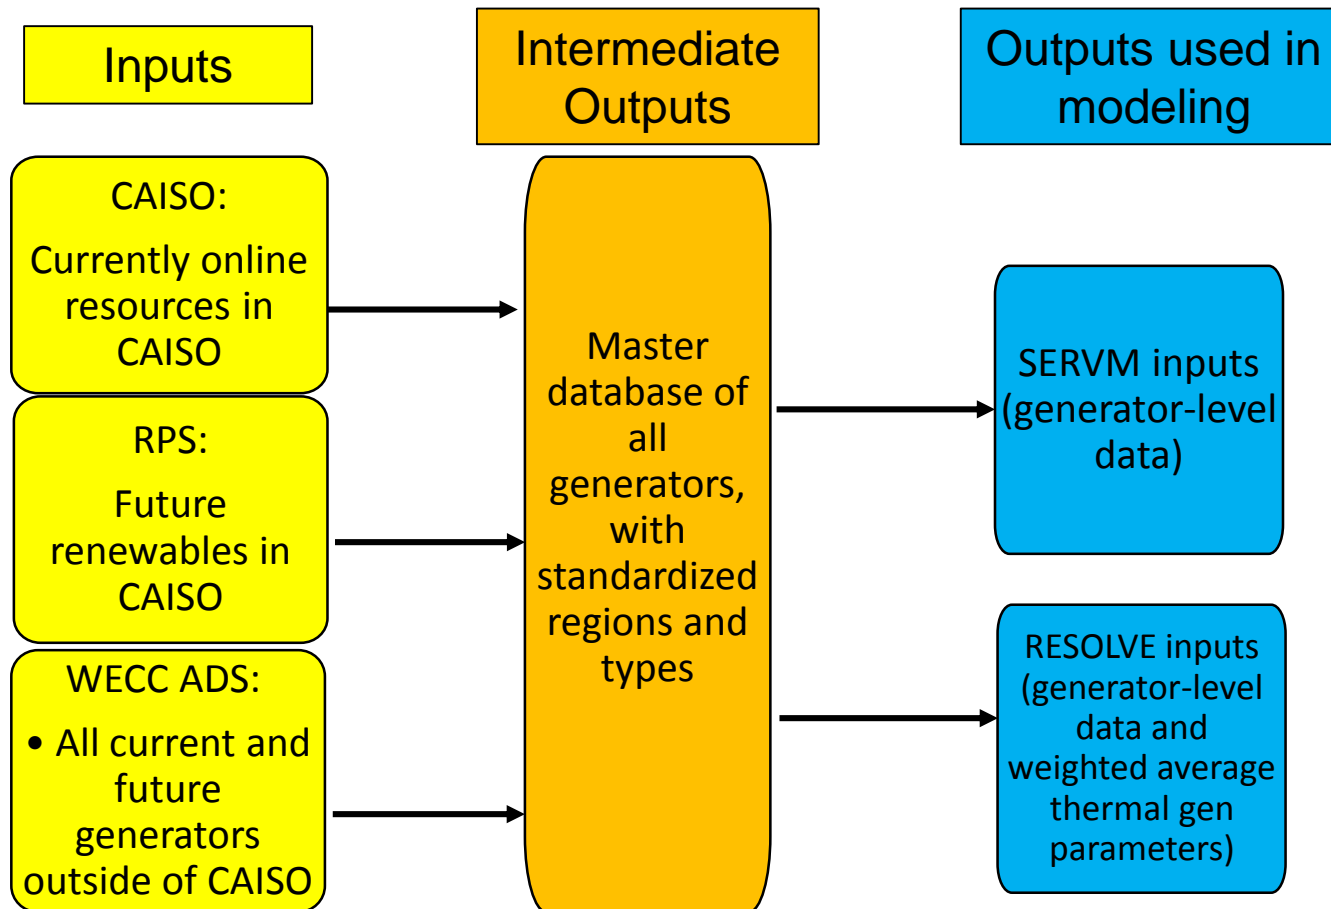 Inputs
Intermediate
Outputs
Outputs used in
modeling
CAISO:
Currently online
resources in
CAISO
RPS:
Future
renewables in
CAISO
WECC ADS:
• All current and
future
generators
outside of CAISO
Master
database of
all
generators,
with
standardized
regions and
types
SERVM inputs
(generator-level
data)
RESOLVE inputs
(generator-level
data and
weighted average
thermal gen
parameters)